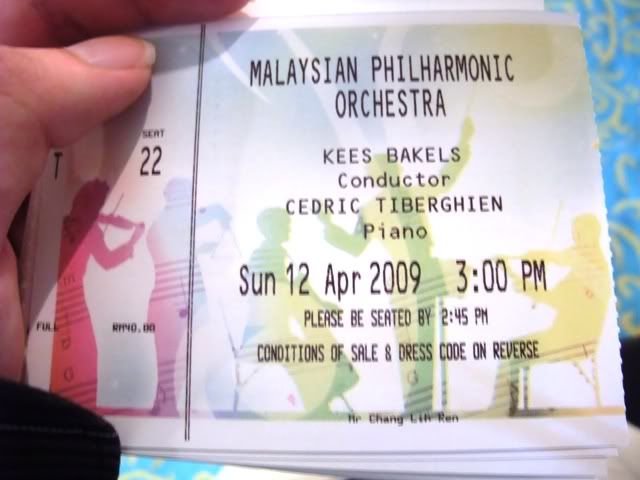 MALAYSIAN PHILHARMONIC
ORCHESTRA
SEAT
T 22
KEES BAKELS
Conductor
CEDRIC TIBERGHIEN
Piano
Sun 12 Apr 2009 3:00 PM
PLEASE BE SEATED BY 2:45 PM
FULL RM40.00
CONDITIONS OF SALE & DRESS CODE ON REVERSE
Mr Chang Lih Ren